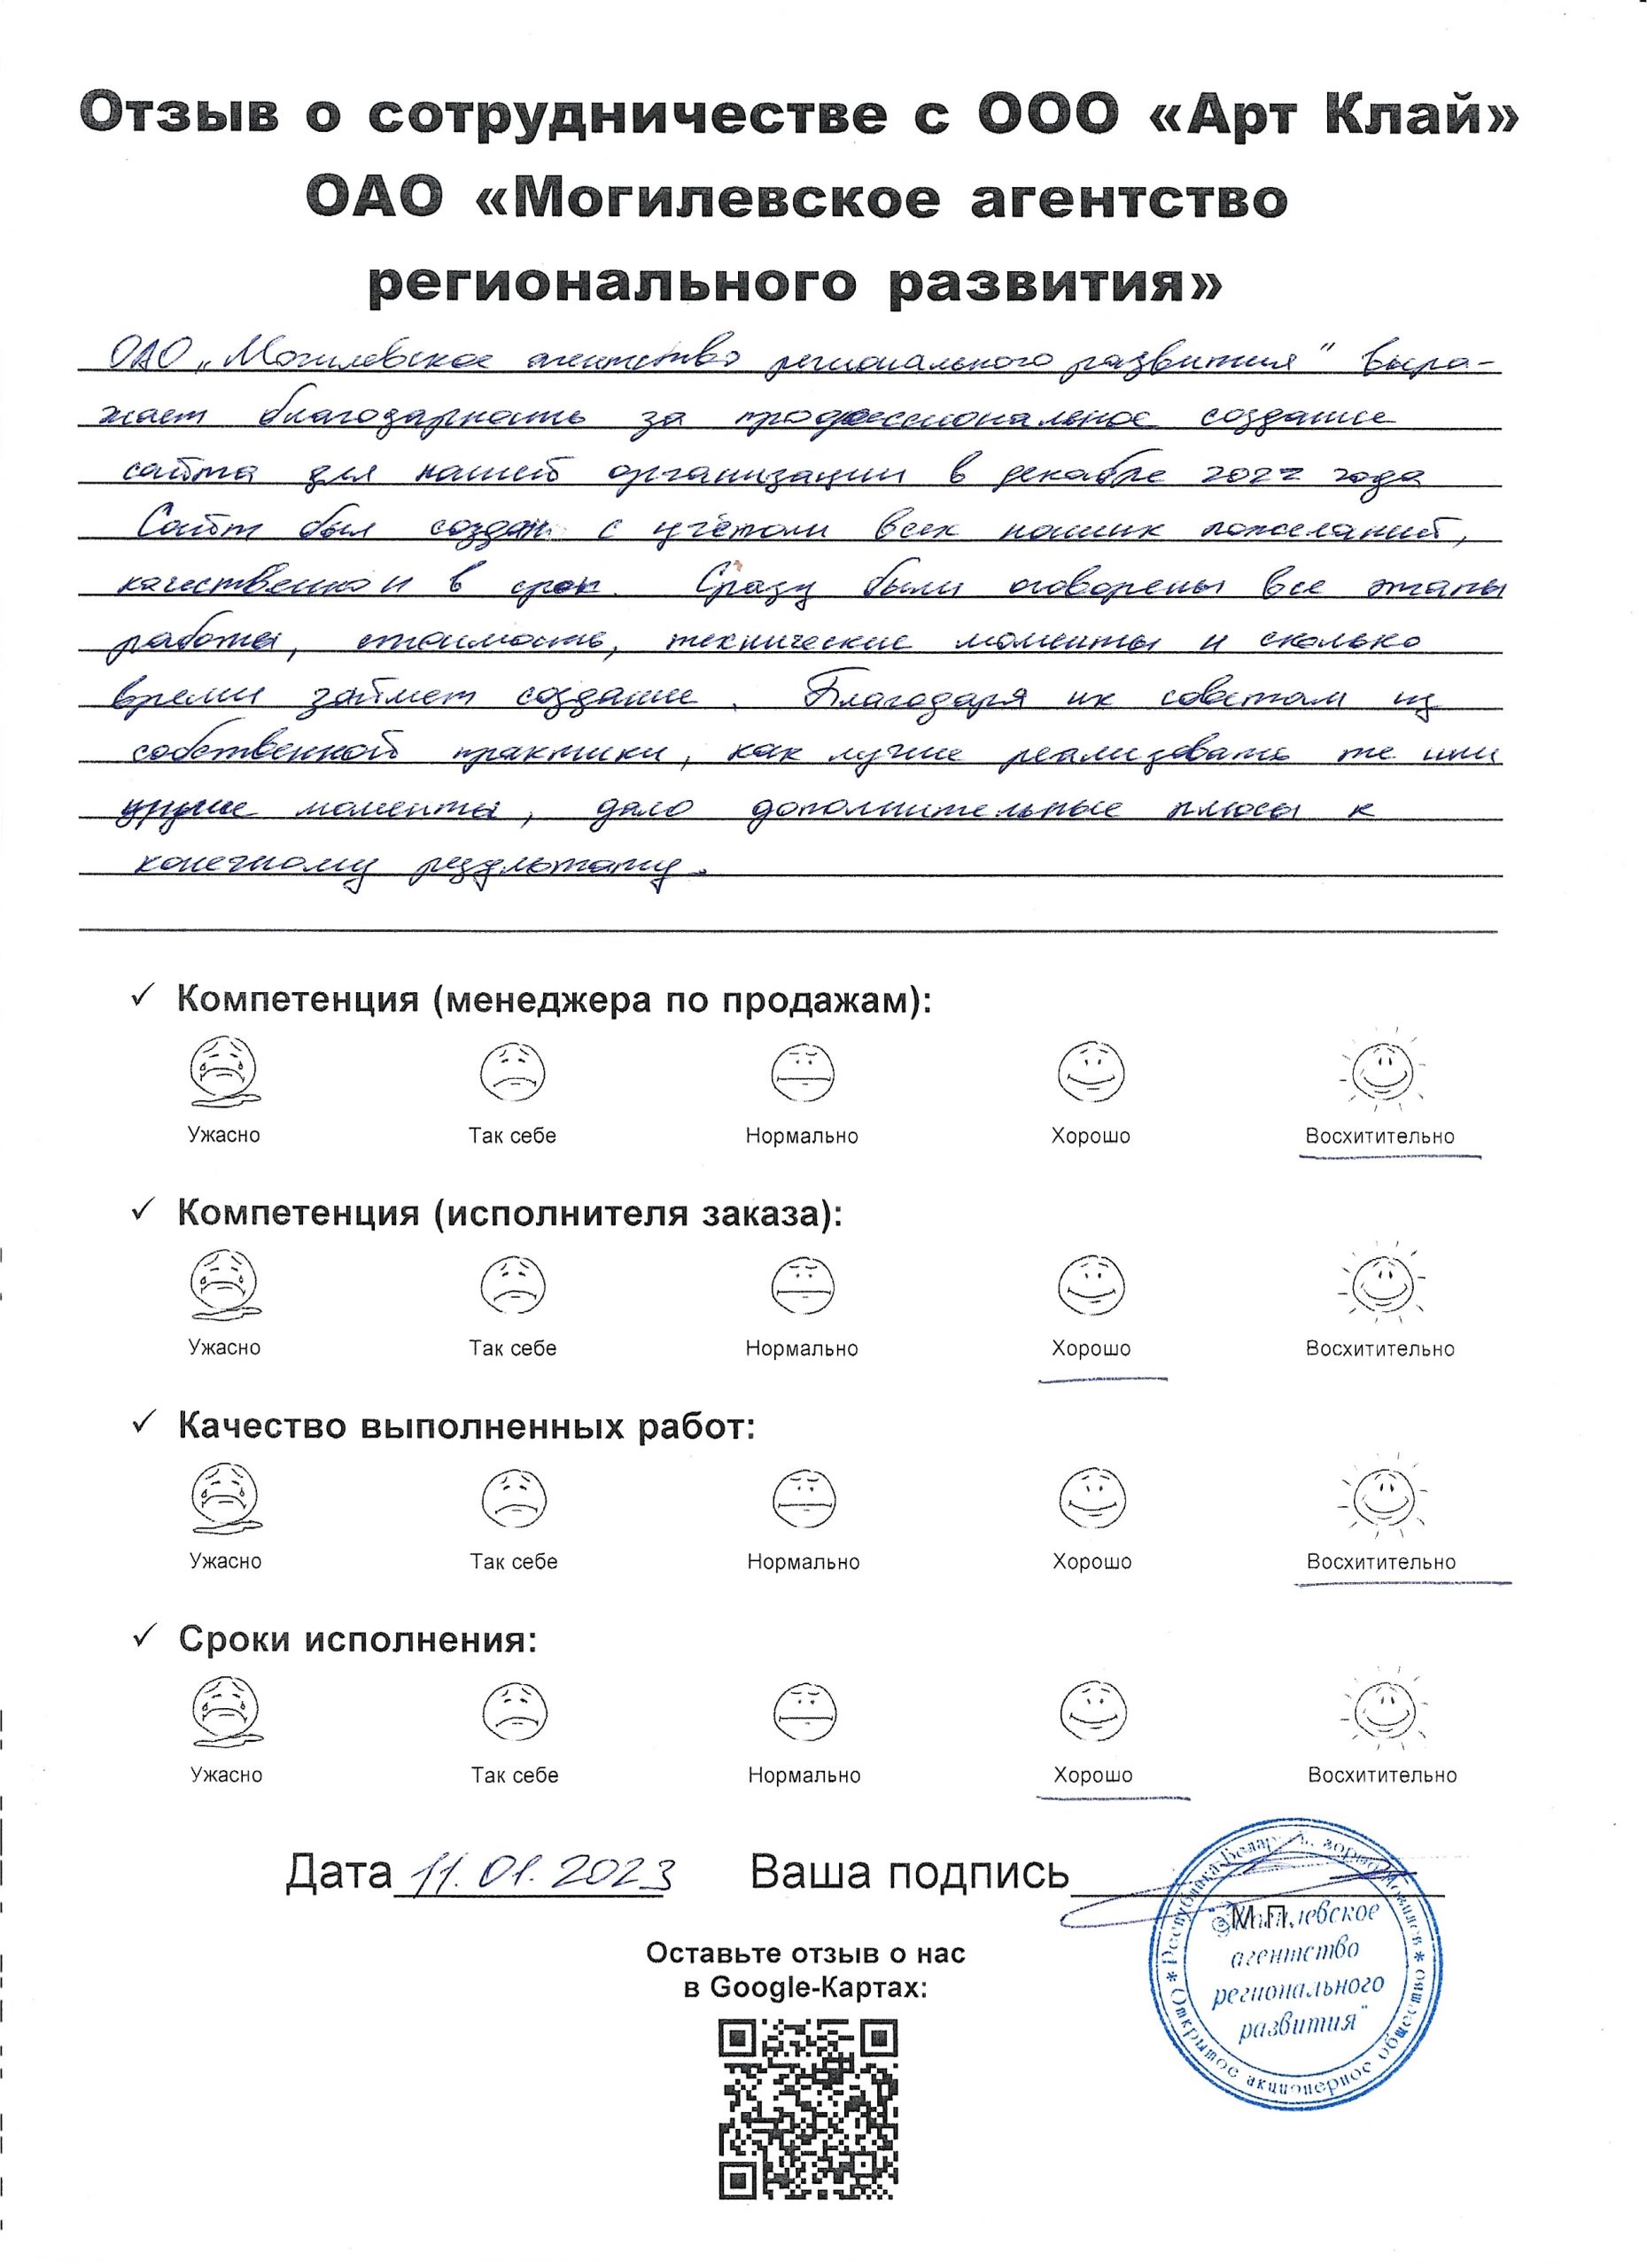 Отзыв о сотрудничестве с ООО «Арт Клай»
ОАО «Могилевское агентство
регионального развития»
ОАО „Могилевское агентство регионального развития" выра-
жает благодарность за профессиональное создание
сайта для нашей организации в декабре 2022 года
Сайт был создан с учётом всех наших пожеланий,
качественно и в срок. Сразу были оговорены все этапы
работы, стоимость, технические моменты и сколько
время займет создание. Благодаря их советам из
собственной практики, как лучше реализовать те или
другие моменты, дало дополнительные плюсы к
конечному результату.
✓ Компетенция (менеджера по продажам):
Ужасно Так себе Нормально Хорошо Восхитительно
✓ Компетенция (исполнителя заказа):
Ужасно Так себе Нормально Хорошо Восхитительно
✓ Качество выполненных работ:
Ужасно Так себе Нормально Хорошо Восхитительно
✓ Сроки исполнения:
Ужасно Так себе Нормально Хорошо Восхитительно
Дата 11.01.2023 Ваша подпись
М.П.
Республика Беларусь, город Могилев * Открытое акционерное общество *
"Могилевское
агентство
регионального
развития"
Оставьте отзыв о нас
в Google-Картах: